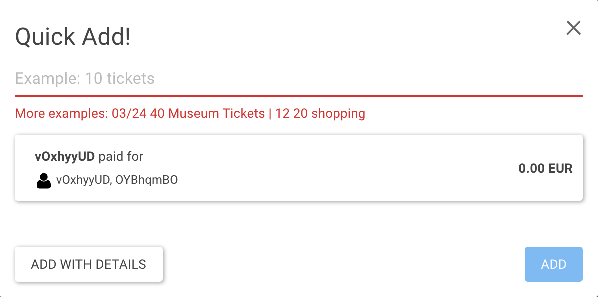 Quick Add!
Example: 10 tickets
More examples: 03/24 40 Museum Tickets | 12 20 shopping
vOxhyyUD paid for
0.00 EUR
vOxhyyUD, OYBhqmBO
ADD WITH DETAILS
ADD